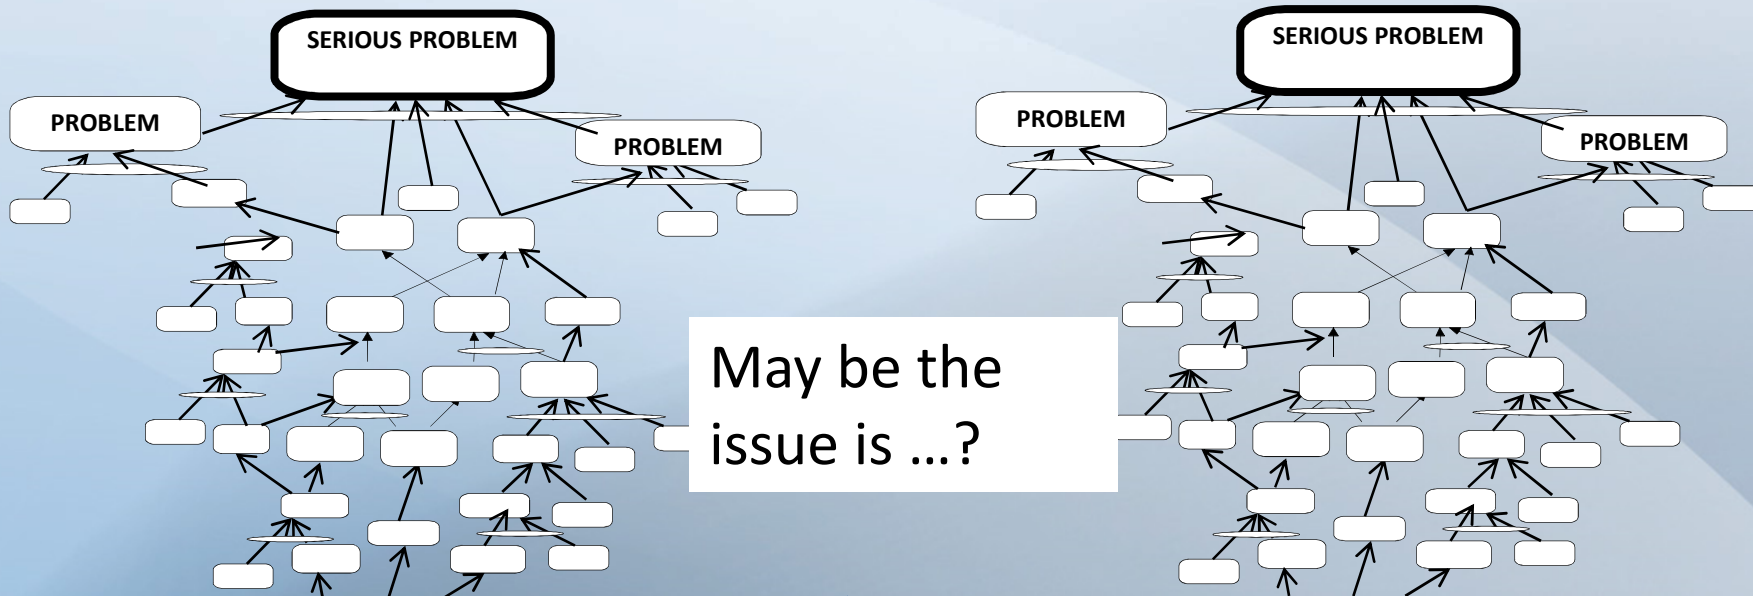 SERIOUS PROBLEM
PROBLEM
PROBLEM
May be the
issue is ...?
SERIOUS PROBLEM
PROBLEM
PROBLEM